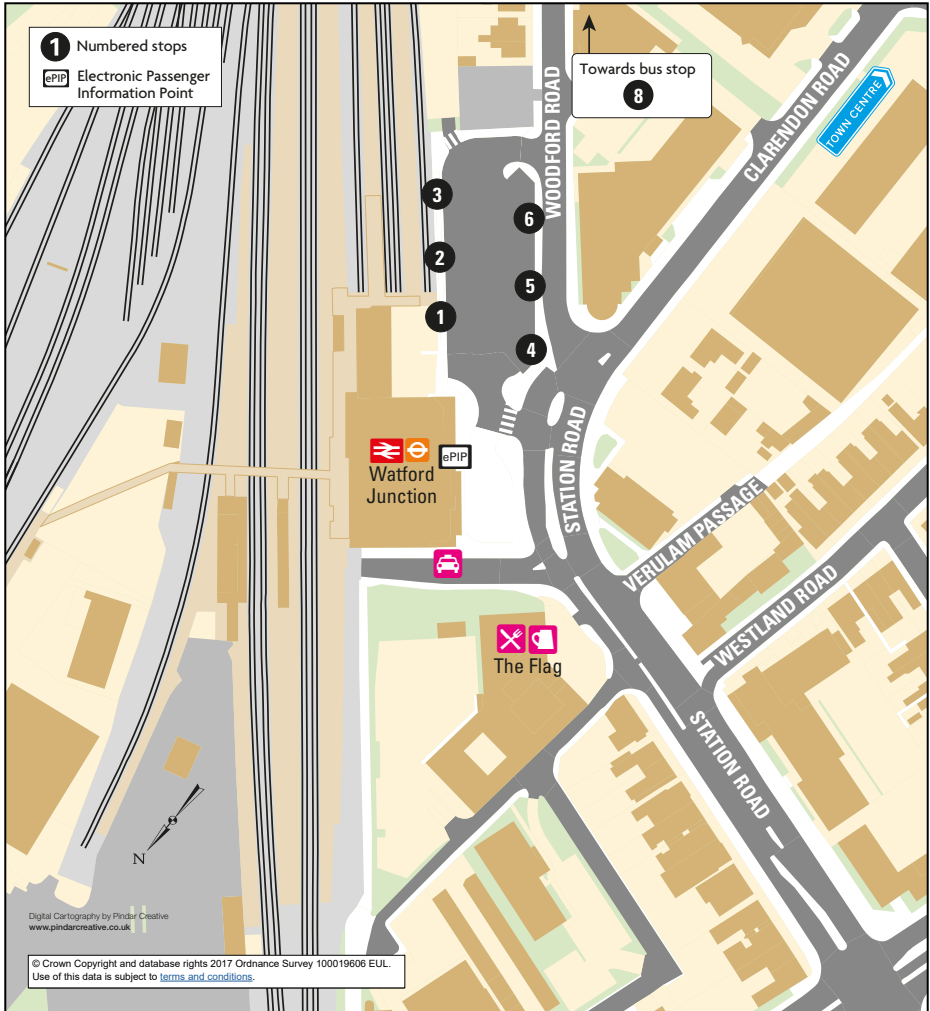 1 Numbered stops
ePIP Electronic Passenger
Information Point
Towards bus stop
8
WOODFORD ROAD
CLARENDON ROAD
TOWN CENTRE
3
6
2
5
1
4
ePIP
Watford
Junction
STATION ROAD
VERULAM PASSAGE
WESTLAND ROAD
The Flag
STATION ROAD
N
Digital Cartography by Pindar Creative
www.pindarcreative.co.uk
© Crown Copyright and database rights 2017 Ordnance Survey 100019606 EUL.
Use of this data is subject to terms and conditions.